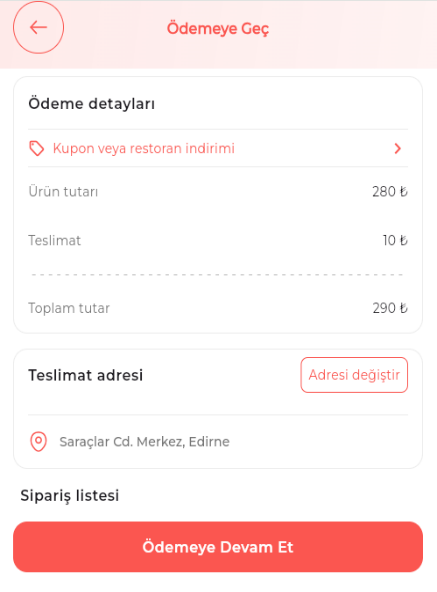 Ödemeye Geç
Ödeme detayları
Kupon veya restoran indirimi
Ürün tutarı 280 ₺
Teslimat 10 ₺
Toplam tutar 290 ₺
Teslimat adresi Adresi değiştir
Saraçlar Cd. Merkez, Edirne
Sipariş listesi
Ödemeye Devam Et